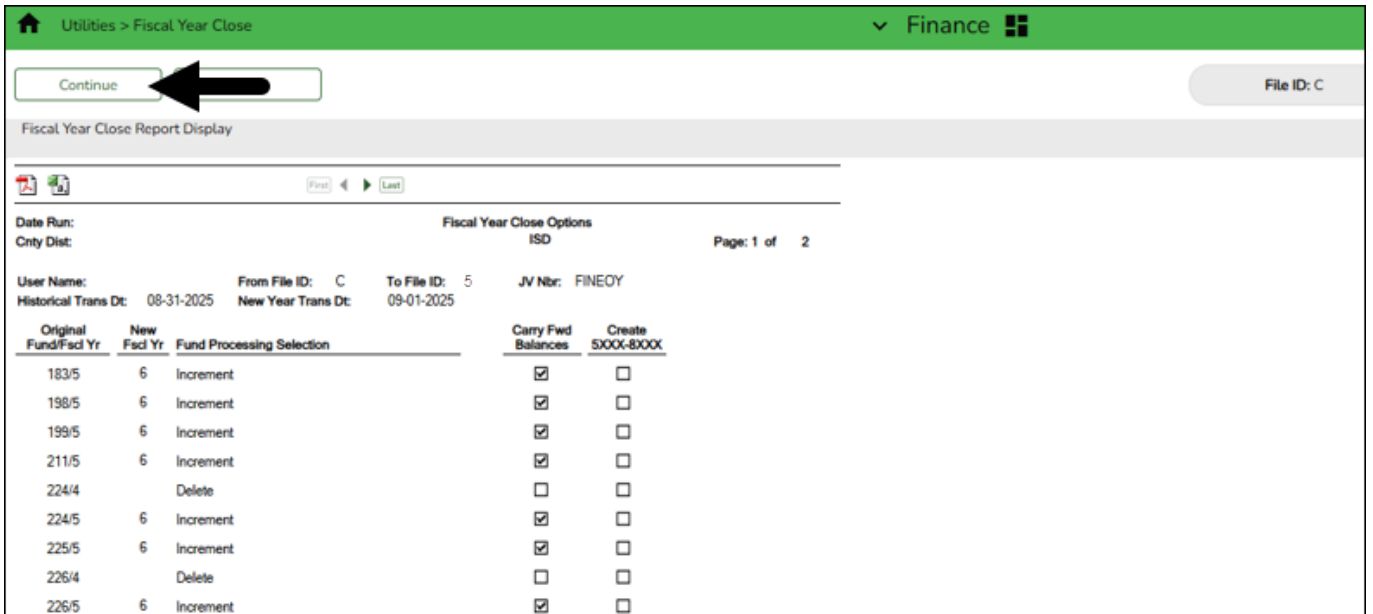 Utilities > Fiscal Year Close
Finance
Continue
File ID: C
Fiscal Year Close Report Display
First Last
Date Run: Fiscal Year Close Options
Cnty Dist: ISD Page: 1 of 2
User Name: From File ID: C To File ID: 5 JV Nbr: FINEOY
Historical Trans Dt: 08-31-2025 New Year Trans Dt: 09-01-2025
Original New Carry Fwd Create
Fund/Fscl Yr Fscl Yr Fund Processing Selection Balances 5XXX-8XXX
183/5 6 Increment
198/5 6 Increment
199/5 6 Increment
211/5 6 Increment
224/4 Delete
224/5 6 Increment
225/5 6 Increment
226/4 Delete
226/5 6 Increment